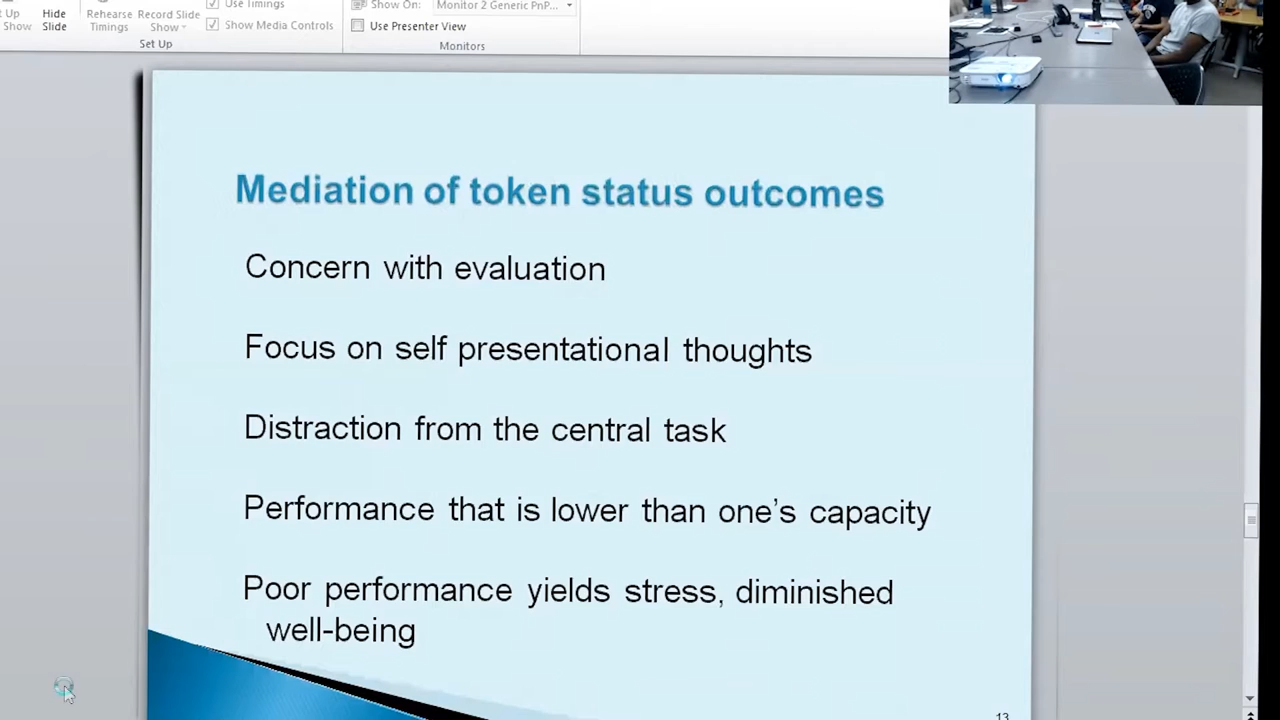 t Up
Show
Hide
Slide
Rehearse
Timings
Record Slide
Show
Use Timings
Show Media Controls
Set Up
Show On: Monitor 2 Generic PnP...
Use Presenter View
Monitors
Mediation of token status outcomes
Concern with evaluation
Focus on self presentational thoughts
Distraction from the central task
Performance that is lower than one’s capacity
Poor performance yields stress, diminished
well-being
13